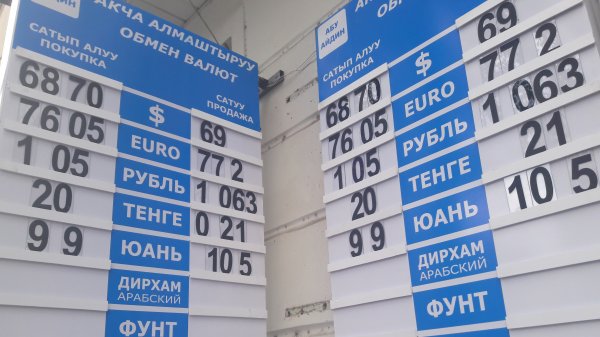 АКЧА АЛМАШТЫРУУ
ОБМЕН ВАЛЮТ
САТЫП АЛУУ
ПОКУПКА
САТУУ
ПРОДАЖА
68 70 $ 69
76 05 EURO 77 2
1 05 РУБЛЬ 1 063
20 ТЕНГЕ 0 21
9 9 ЮАНЬ 10 5
ДИРХАМ
АРАБСКИЙ
ФУНТ
АБУ
АЙДИН
ОБМЕН
САТЫП АЛУУ
ПОКУПКА
68 70 $ 69
76 05 EURO 77 2
1 05 РУБЛЬ 1 063
20 ТЕНГЕ 21
9 9 ЮАНЬ 10 5
ДИРХАМ
АРАБСКИЙ
ФУНТ